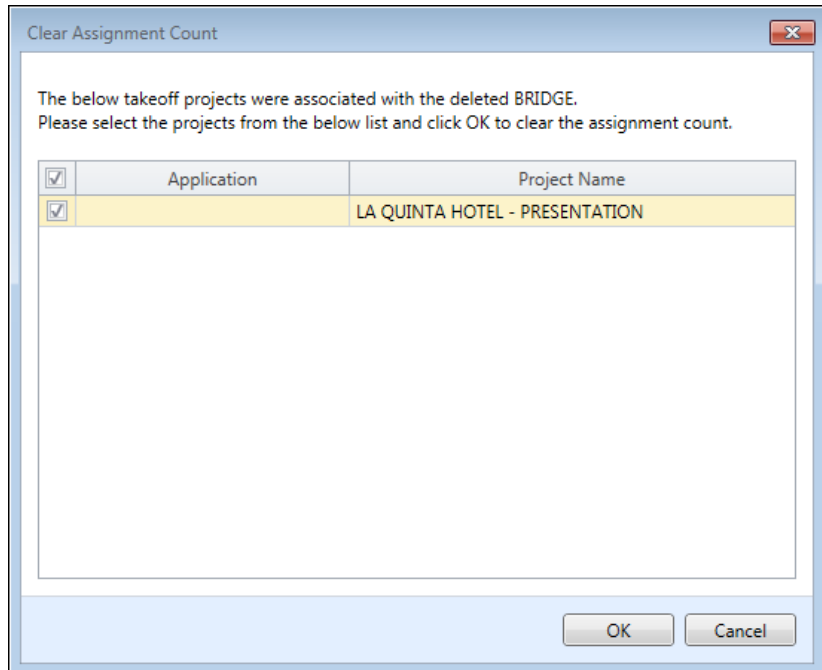 Clear Assignment Count
The below takeoff projects were associated with the deleted BRIDGE.
Please select the projects from the below list and click OK to clear the assignment count.
Application Project Name
LA QUINTA HOTEL - PRESENTATION
OK Cancel